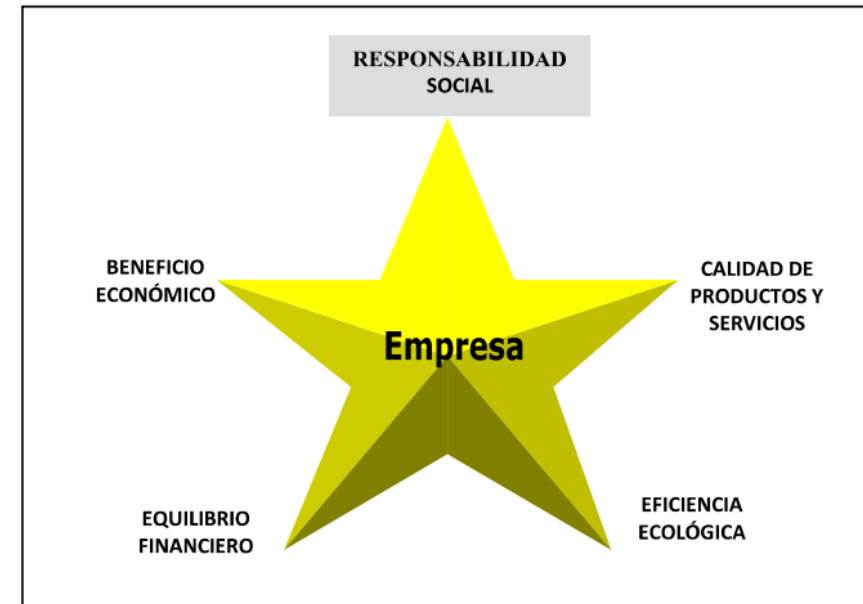 RESPONSABILIDAD
SOCIAL
BENEFICIO
ECONÓMICO
CALIDAD DE
PRODUCTOS Y
SERVICIOS
Empresa
EQUILIBRIO
FINANCIERO
EFICIENCIA
ECOLÓGICA